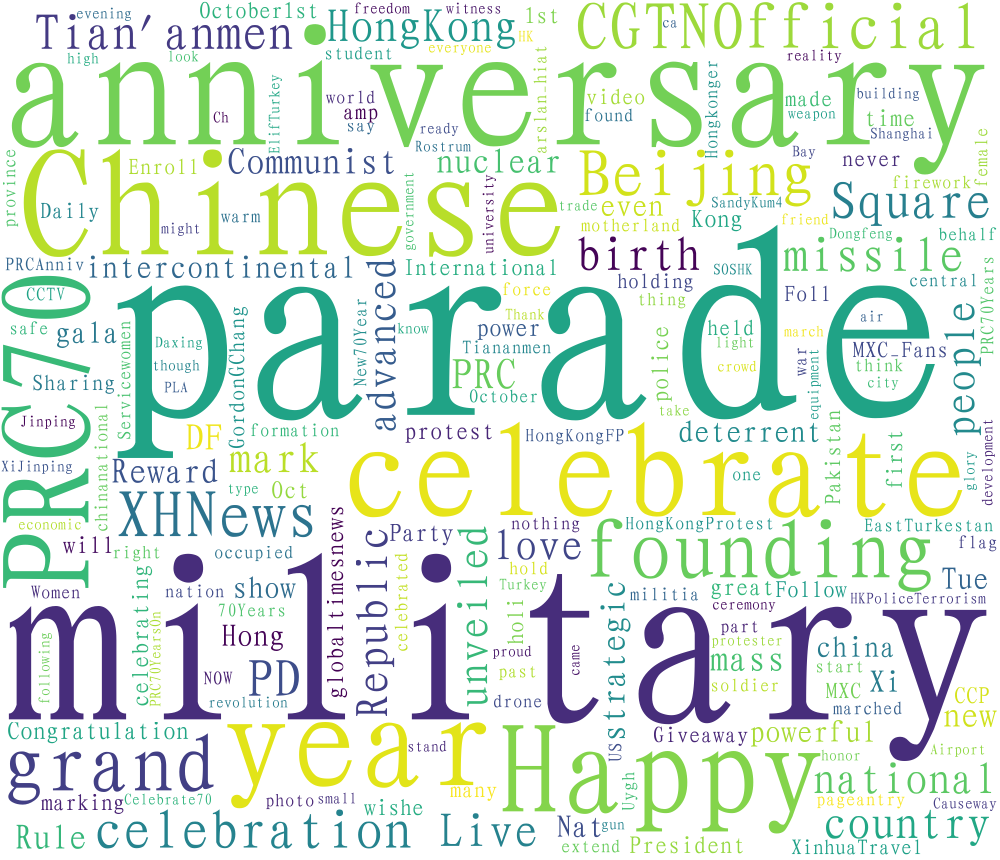 evening
October1st
freedom
witness
HongKong
HK
1st
ca
CGTNOfficial
Tian'anmen
high
look
student
everyone
reality
anniversary
ElifTurkey
world
amp
say
Ch
ready
Rostrum
arslan-hiat
video
found
Hongkonger
made
weapon
time
building
Shanghai
female
province
Chinese
Enroll
Communist
nuclear
Beijing
Bay
never
firework
Daily
might
warm
government
university
trade
even
motherland
SandyKum4
Kong
friend
Square
Dongfeng
behalf
PRCAnniv
intercontinental
International
birth
SOSHK
missile
CCTV
holding
central
PRC70Years
PRC70
safe
gala
parade
advanced
New70Year
force
thing
Foll
Thank
know
power
Tiananmen
held
light
air
people
Daxing
though
PLA
GordonGChang
Servicewomen
Sharing
PRC
October
police
crowd
march
war
equipment
MXC_Fans
think
city
take
Jinping
XiJinping
chinanational
DF
formation
protest
HongKongFP
deterrent
Pakistan
first
glory
development
Reward
mark
type
Oct
celebrate
one
economic
XHNews
will
right
occupied
globaltimesnews
Republic
Party
celebrated
unveiled
nothing
love
HongKongProtest
founding
EastTurkestan
flag
Women
nation
show
70Years
Turkey
hold
holi
strategic
militia
great
Follow
Tue
HKPoliceTerrorism
ceremony
military
following
celebrating
PRC70YearsOn
Hong
NOW
PD
revolution
proud
past
came
drone
US
part
protester
mass
soldier
china
start
MXC
Xi
marched
CCP
new
Congratulation
year
stand
Happy
Giveaway
powerful
honor
Airport
grand
marking
Celebrate70
photo
small
wishe
many
Uygh
national
pageantry
Causeway
Rule
celebration
Live
Nat
gun
extend
President
country
XinhuaTravel